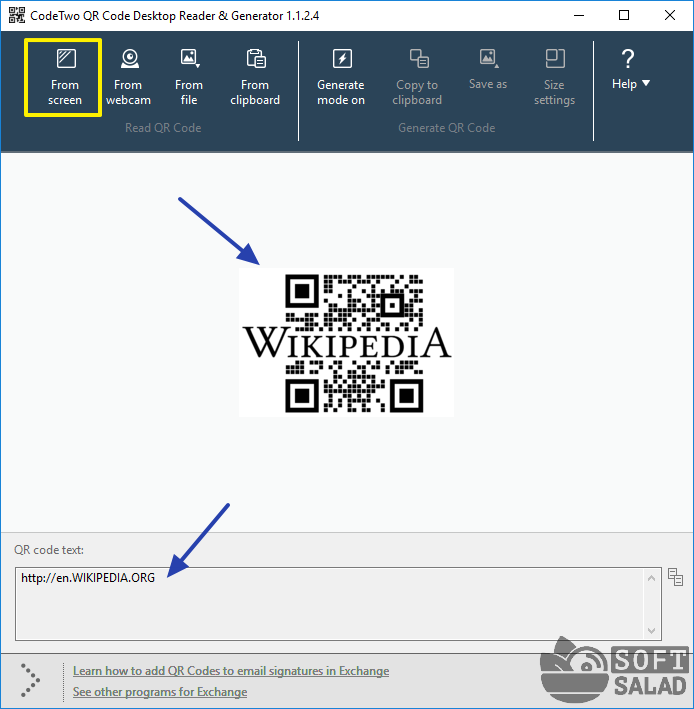 CodeTwo QR Code Desktop Reader & Generator 1.1.2.4
From
screen
From
webcam
From
file
From
clipboard
Read QR Code
Generate
mode on
Copy to
clipboard
Save as
Size
settings
Generate QR Code
?
Help
WIKIPEDIA
QR code text:
http://en.WIKIPEDIA.ORG
Learn how to add QR Codes to email signatures in Exchange
See other programs for Exchange
SOFT
SALAD